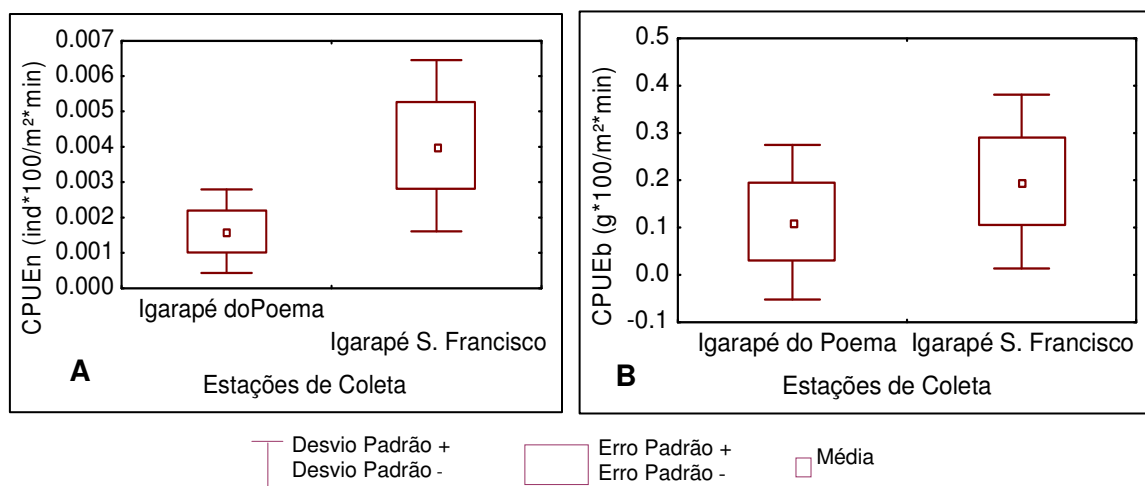 CPUEn (ind*100/m²*min)
0.007
0.006
0.005
0.004
0.003
0.002
0.001
0.000
Igarapé doPoema
Igarapé S. Francisco
A
Estações de Coleta
CPUEb (g*100/m²*min)
0.5
0.4
0.3
0.2
0.1
0.0
-0.1
Igarapé do Poema
Igarapé S. Francisco
B
Estações de Coleta
Desvio Padrão +
Desvio Padrão -
Erro Padrão +
Erro Padrão -
Média